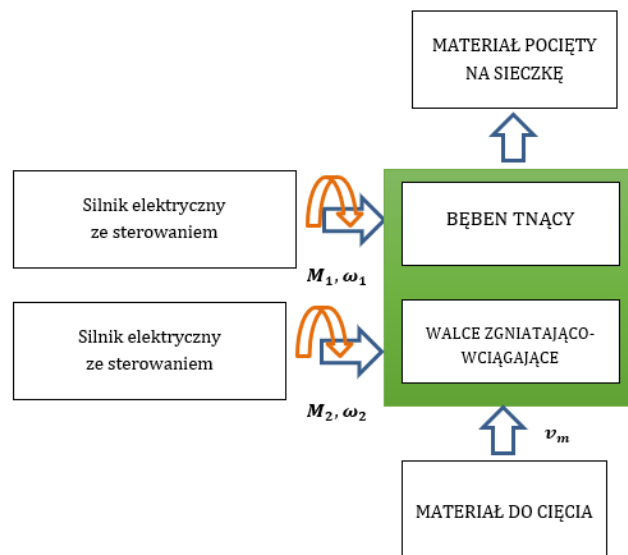 MATERIAŁ POCIĘTY
NA SIECZKĘ
Silnik elektryczny
ze sterowaniem
M₁, ω₁
BĘBEN TNĄCY
Silnik elektryczny
ze sterowaniem
M₂, ω₂
WALCE ZGNIATAJĄCO-
WCIĄGAJĄCE
vₘ
MATERIAŁ DO CIĘCIA